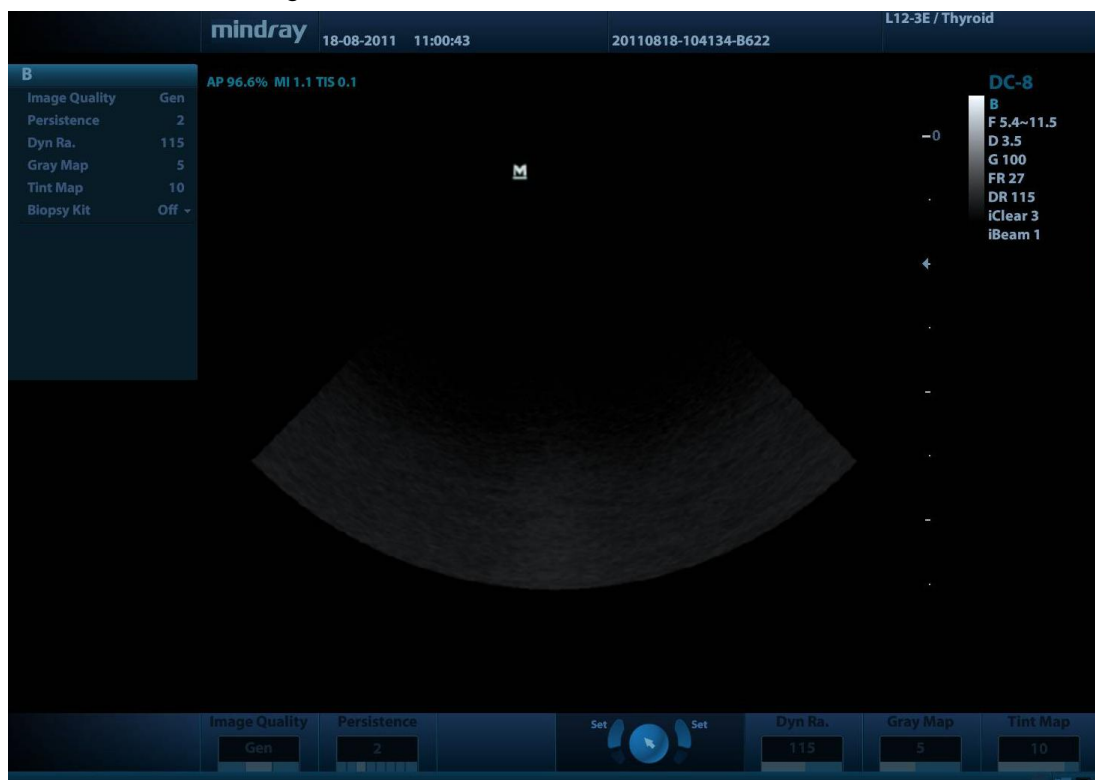 mindray
18-08-2011 11:00:43
20110818-104134-B622
L12-3E / Thyroid
B
Image Quality Gen
Persistence 2
Dyn Ra. 115
Gray Map 5
Tint Map 10
Biopsy Kit Off
AP 96.6% MI 1.1 TIS 0.1
M
0
DC-8
B
F 5.4~11.5
D 3.5
G 100
FR 27
DR 115
iClear 3
iBeam 1
Image Quality Persistence Set Set Dyn Ra. Gray Map Tint Map
Gen 2 115 5 10